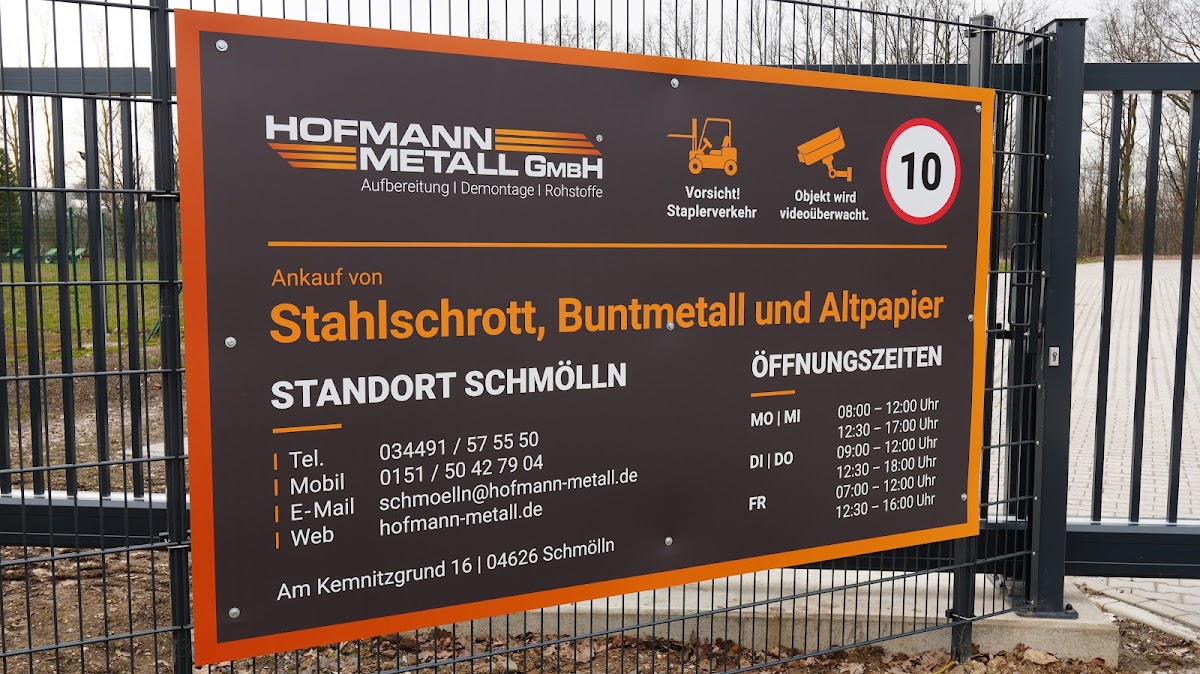 HOFMANN
METALL GMBH®
Aufbereitung | Demontage | Rohstoffe
Vorsicht!
Staplerverkehr
Objekt wird
videoüberwacht.
10
Ankauf von
Stahlschrott, Buntmetall und Altpapier
STANDORT SCHMÖLLN
Tel. 034491 / 57 55 50
Mobil 0151 / 50 42 79 04
E-Mail schmoelln@hofmann-metall.de
Web hofmann-metall.de
Am Kemnitzgrund 16 | 04626 Schmölln
ÖFFNUNGSZEITEN
MO | MI 08:00 – 12:00 Uhr
12:30 – 17:00 Uhr
DI | DO 09:00 – 12:00 Uhr
12:30 – 18:00 Uhr
FR 07:00 – 12:00 Uhr
12:30 – 16:00 Uhr